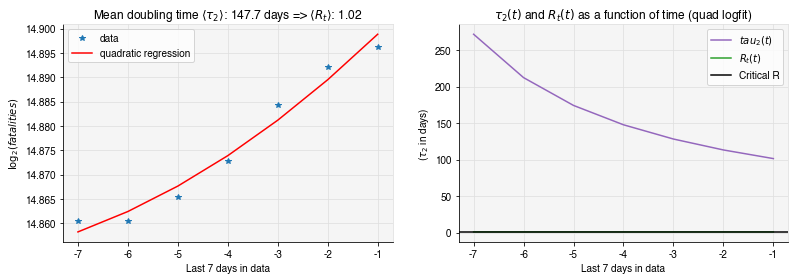 Mean doubling time ⟨τ₂⟩: 147.7 days => ⟨Rₜ⟩: 1.02
data
quadratic regression
14.900
14.895
14.890
14.885
14.880
14.875
14.870
14.865
14.860
log₂(fatalities)
-7 -6 -5 -4 -3 -2 -1
Last 7 days in data
τ₂(t) and Rₜ(t) as a function of time (quad logfit)
tau₂(t)
Rₜ(t)
Critical R
250
200
150
100
50
0
(τ₂ in days)
-7 -6 -5 -4 -3 -2 -1
Last 7 days in data